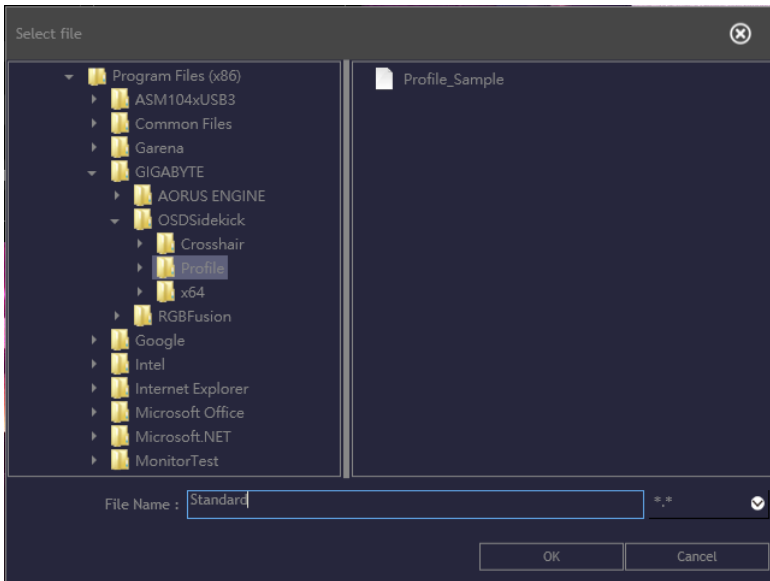 Select file
Program Files (x86)
ASM104xUSB3
Common Files
Garena
GIGABYTE
AORUS ENGINE
OSDSidekick
Crosshair
Profile
x64
RGBFusion
Google
Intel
Internet Explorer
Microsoft Office
Microsoft.NET
MonitorTest
Profile_Sample
File Name : Standard *.*
OK Cancel